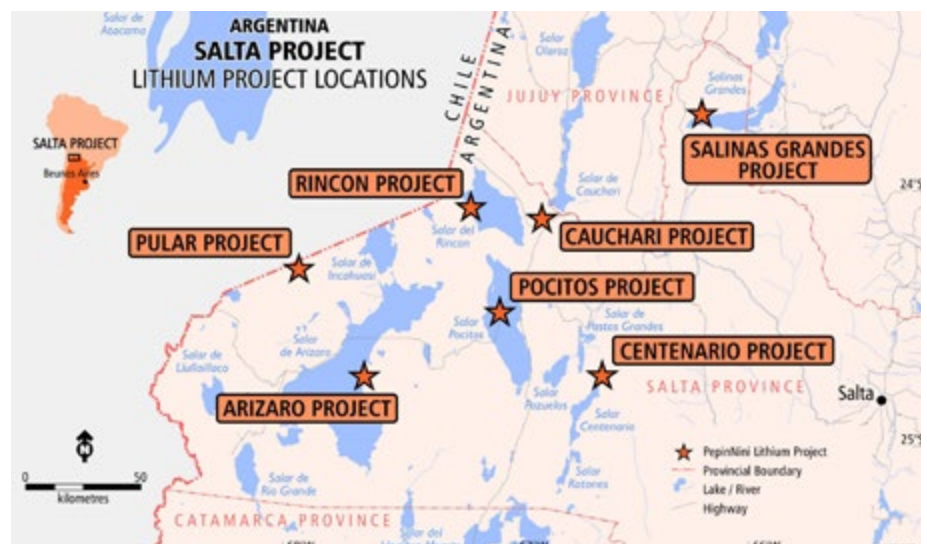 Salar de
Atacama
ARGENTINA
SALTA PROJECT
LITHIUM PROJECT LOCATIONS
CHILE
ARGENTINA
Salar
Olaroz
JUJUY PROVINCE
Salinas
Grandes
SALTA PROJECT
Beunos Aires
SALINAS GRANDES
PROJECT
RINCON PROJECT
Salar de
Cauchari
24°S
Salar del
Rincon
CAUCHARI PROJECT
PULAR PROJECT
Salar de
Incahuasi
POCITOS PROJECT
Salar
Pocitos
Salar de
Pastos Grandes
Salar
de Arizaro
Salar de
Llullaillaco
CENTENARIO PROJECT
SALTA PROVINCE
Salta
ARIZARO PROJECT
Salar
Pozuelos
Salar
Centenario
25°S
N
0 50
kilometres
Salar de
Rio Grande
Salar
Ratones
PepinNini Lithium Project
Provincial Boundary
Lake / River
Highway
CATAMARCA PROVINCE
Salar del